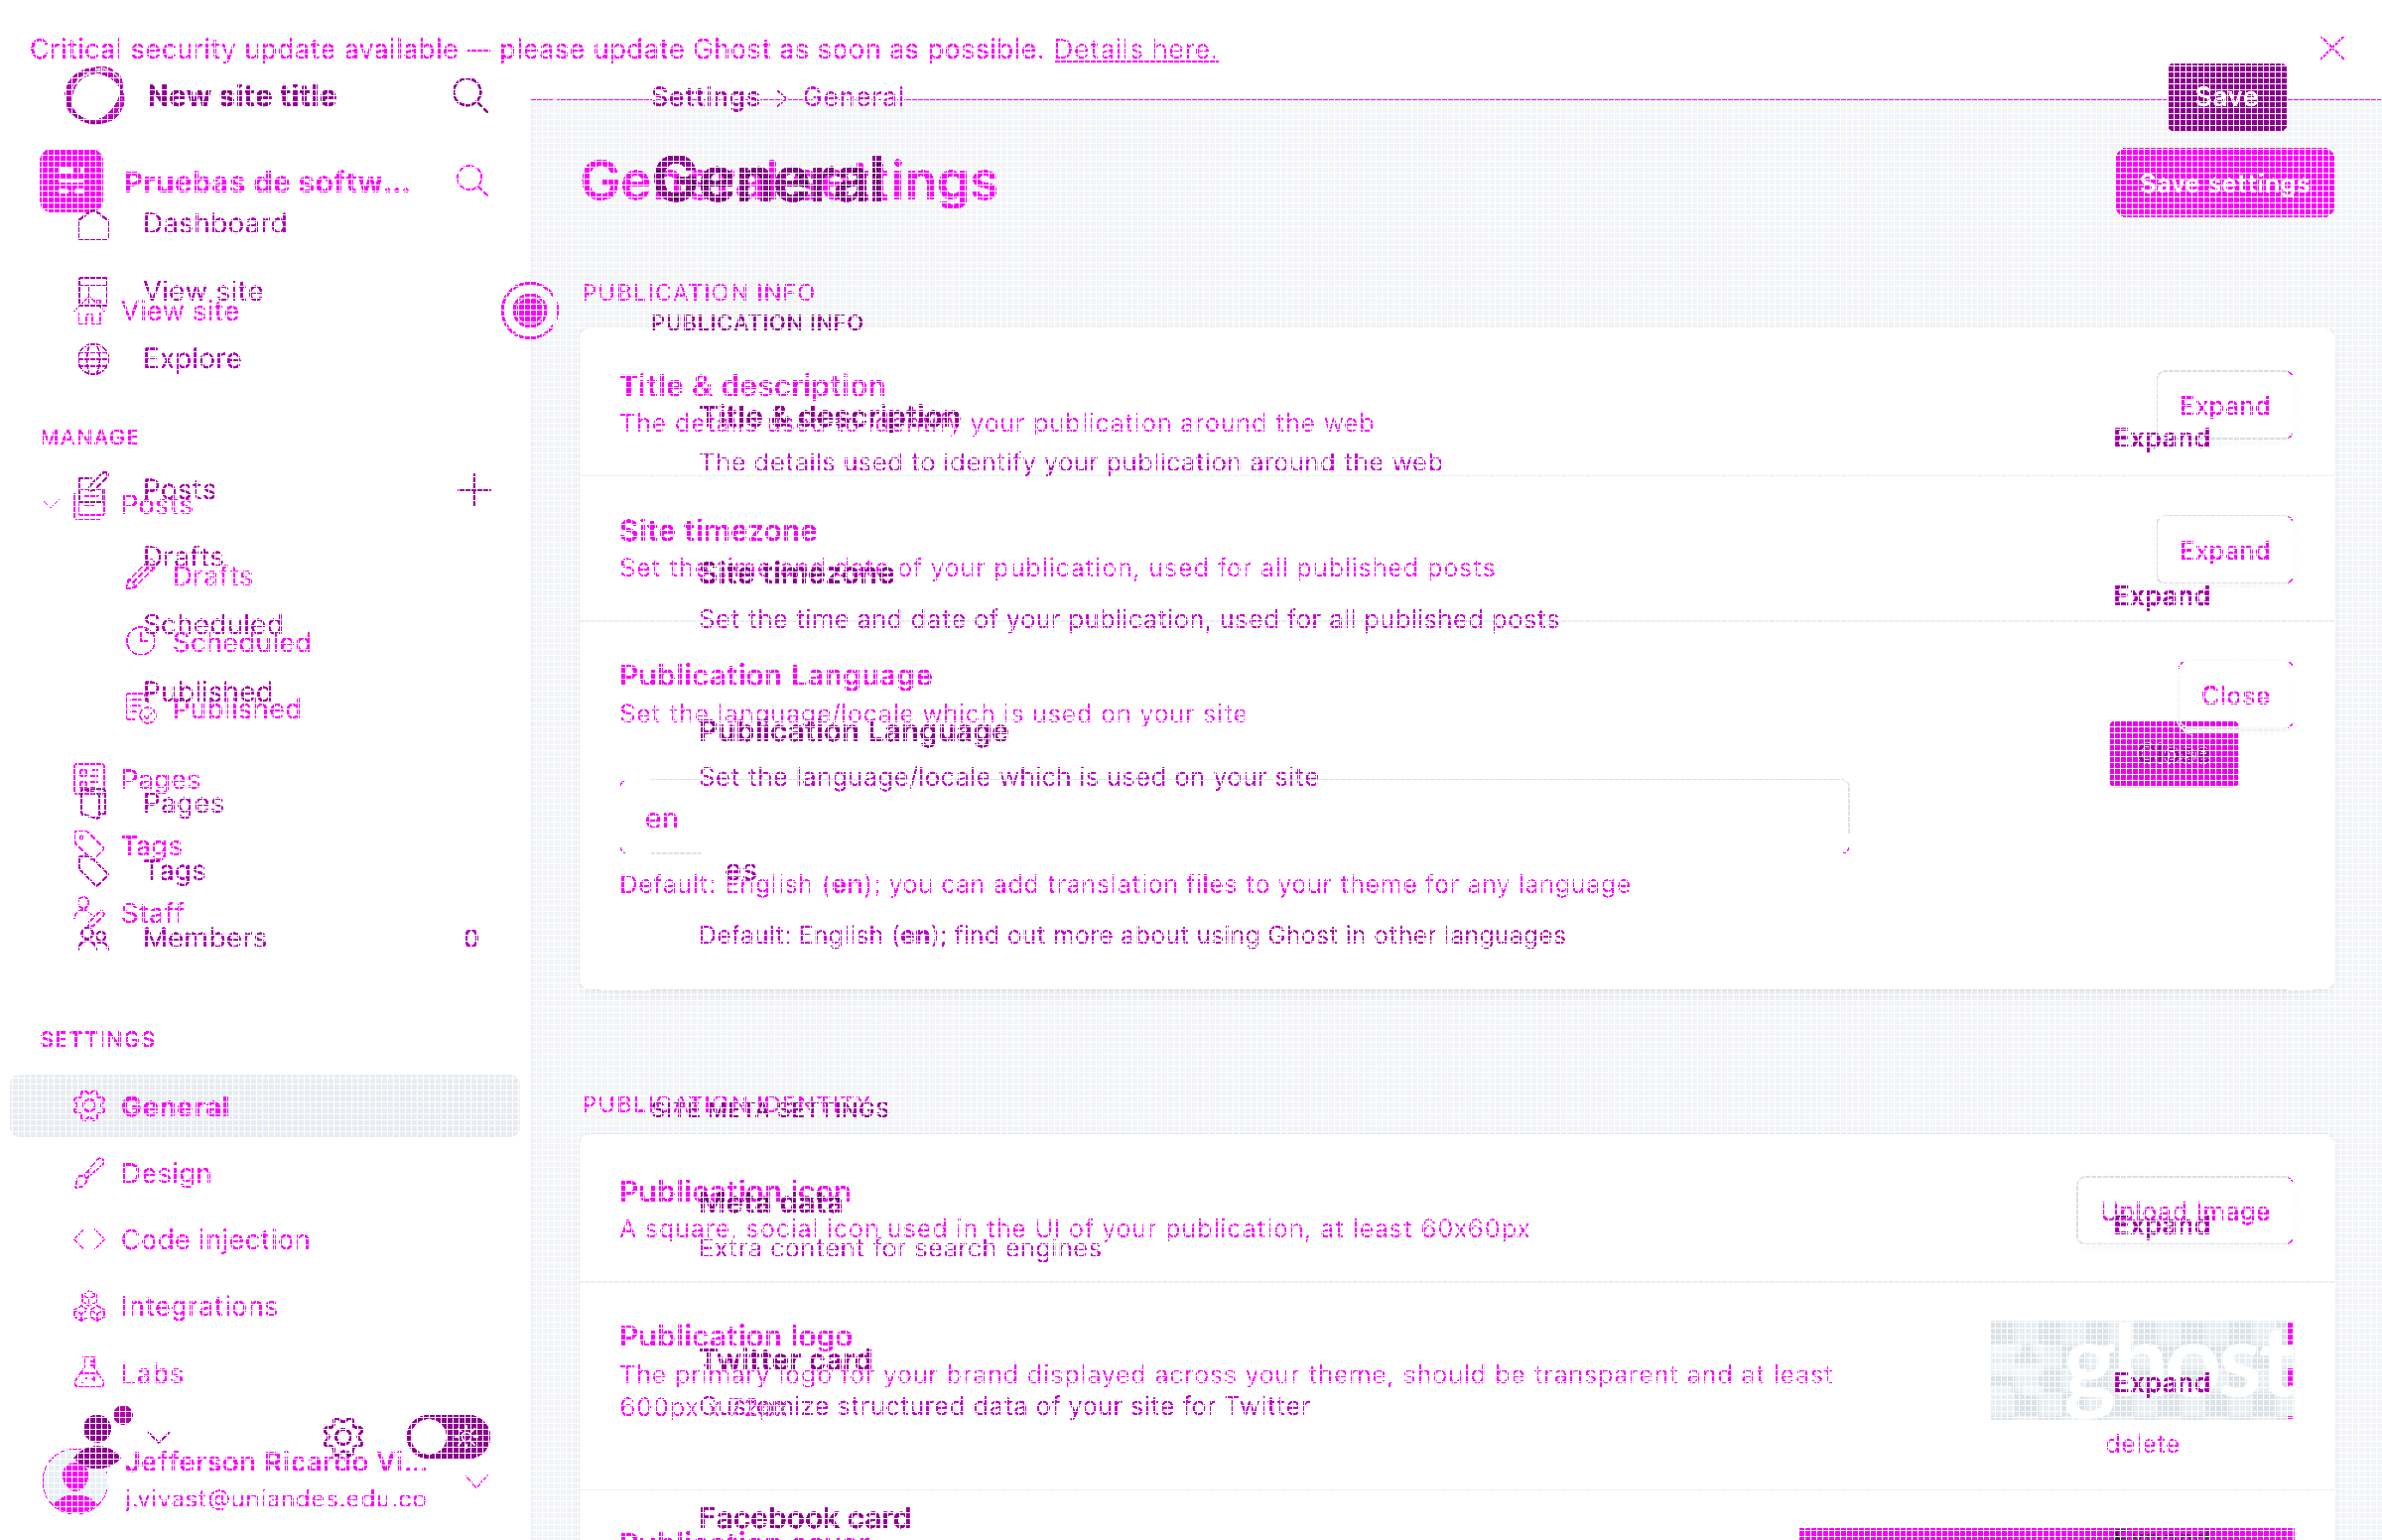 Critical security update available — please update Ghost as soon as possible. Details here.
New site title
Settings > General
Save
Pruebas de softw...
General settings
General
Save settings
Dashboard
View site
View site
Explore
PUBLICATION INFO
PUBLICATION INFO
Title & description
The details used to identify your publication around the web
Expand
Title & description
The details used to identify your publication around the web
Expand
MANAGE
Posts
Posts
Drafts
Drafts
Scheduled
Scheduled
Published
Published
Site timezone
Set the time and date of your publication, used for all published posts
Expand
Site timezone
Set the time and date of your publication, used for all published posts
Expand
Publication Language
Set the language/locale which is used on your site
Close
Publication Language
Set the language/locale which is used on your site
Close
Pages
Pages
Tags
Tags
Staff
Members 0
en
es
Default: English (en); you can add translation files to your theme for any language
Default: English (en); find out more about using Ghost in other languages
SETTINGS
General
Design
Code injection
Integrations
Labs
PUBLICATION IDENTITY
SITE META SETTINGS
Publication icon
A square, social icon used in the UI of your publication, at least 60x60px
Upload Image
Meta data
Extra content for search engines
Expand
Publication logo
The primary logo for your brand displayed across your theme, should be transparent and at least
600px x 72px
ghost
delete
Twitter card
Customize structured data of your site for Twitter
Expand
Jefferson Ricardo Vi...
j.vivast@uniandes.edu.co
Facebook card